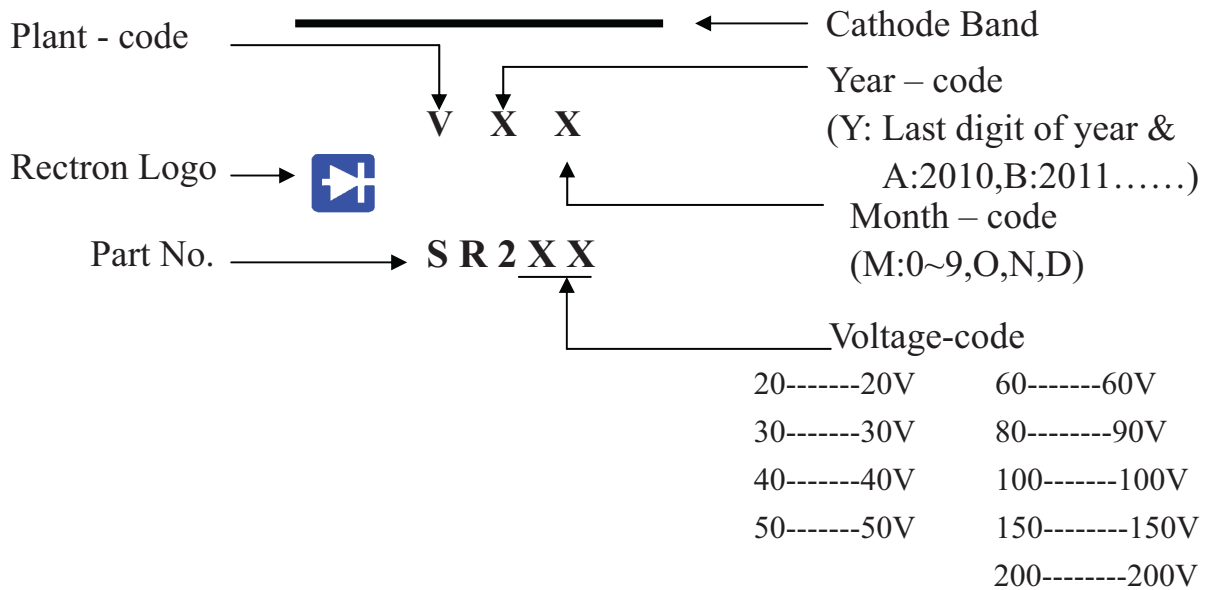 Cathode Band
Plant - code
Year – code
V X X
(Y: Last digit of year &
A:2010,B:2011……)
Rectron Logo
Month – code
(M:0~9,O,N,D)
Part No.
S R 2 X X
Voltage-code
20-------20V 60-------60V
30-------30V 80--------90V
40-------40V 100-------100V
50-------50V 150--------150V
200--------200V